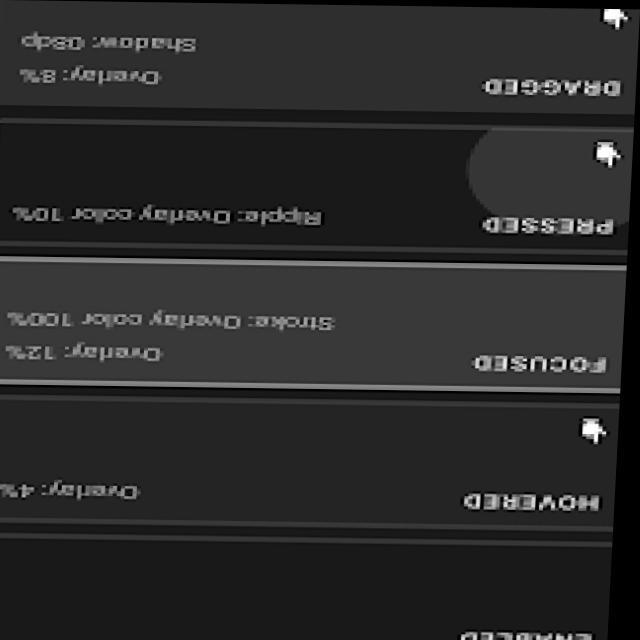 ENABLED
HOVERED
Overlay: 4%
FOCUSED
Overlay: 12%
Stroke: Overlay color 100%
PRESSED
Ripple: Overlay color 10%
DRAGGED
Overlay: 8%
Shadow: 08dp